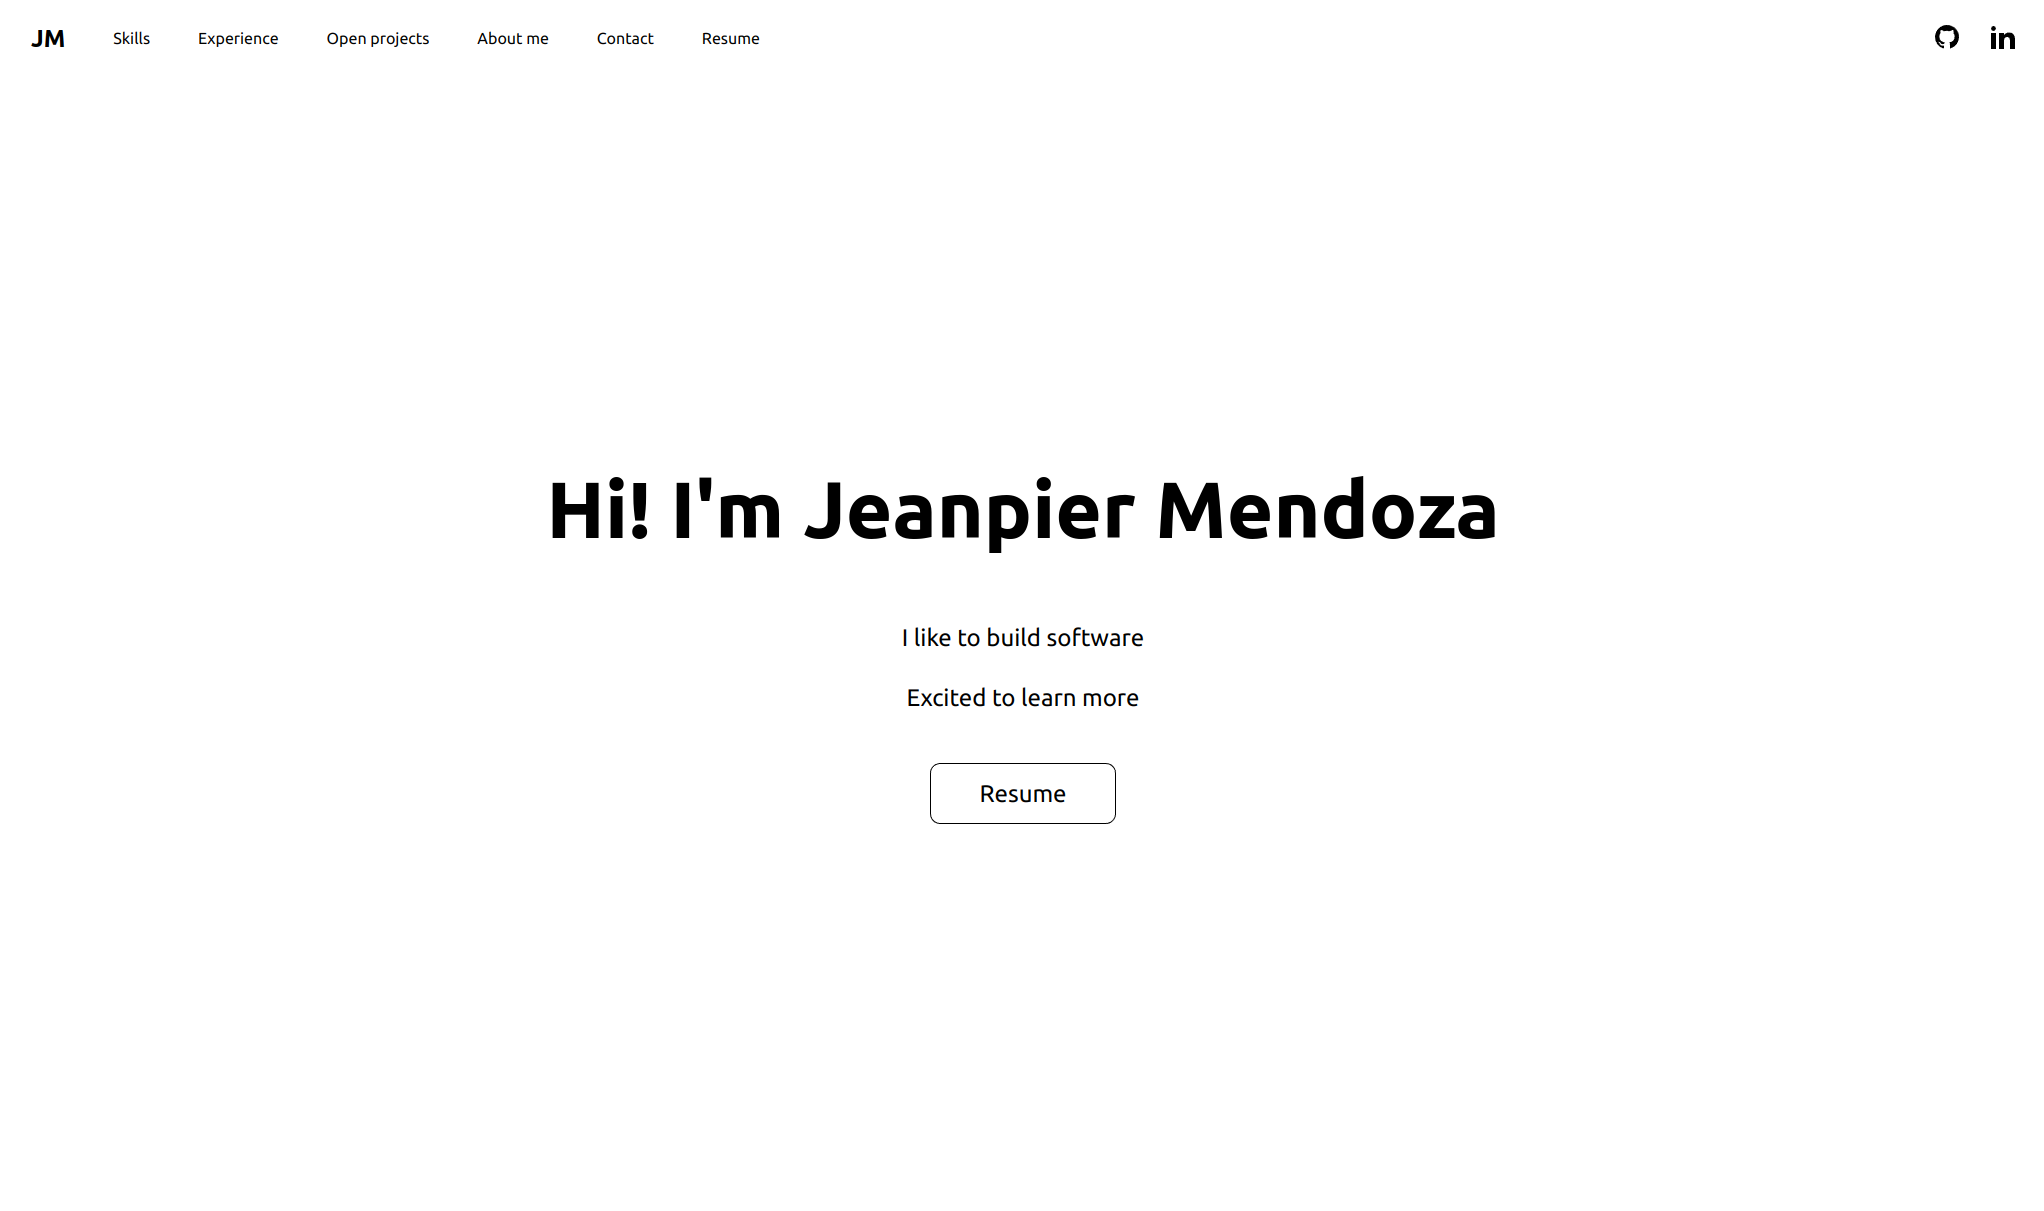 JM Skills Experience Open projects About me Contact Resume in
Hi! I'm Jeanpier Mendoza
I like to build software
Excited to learn more
Resume